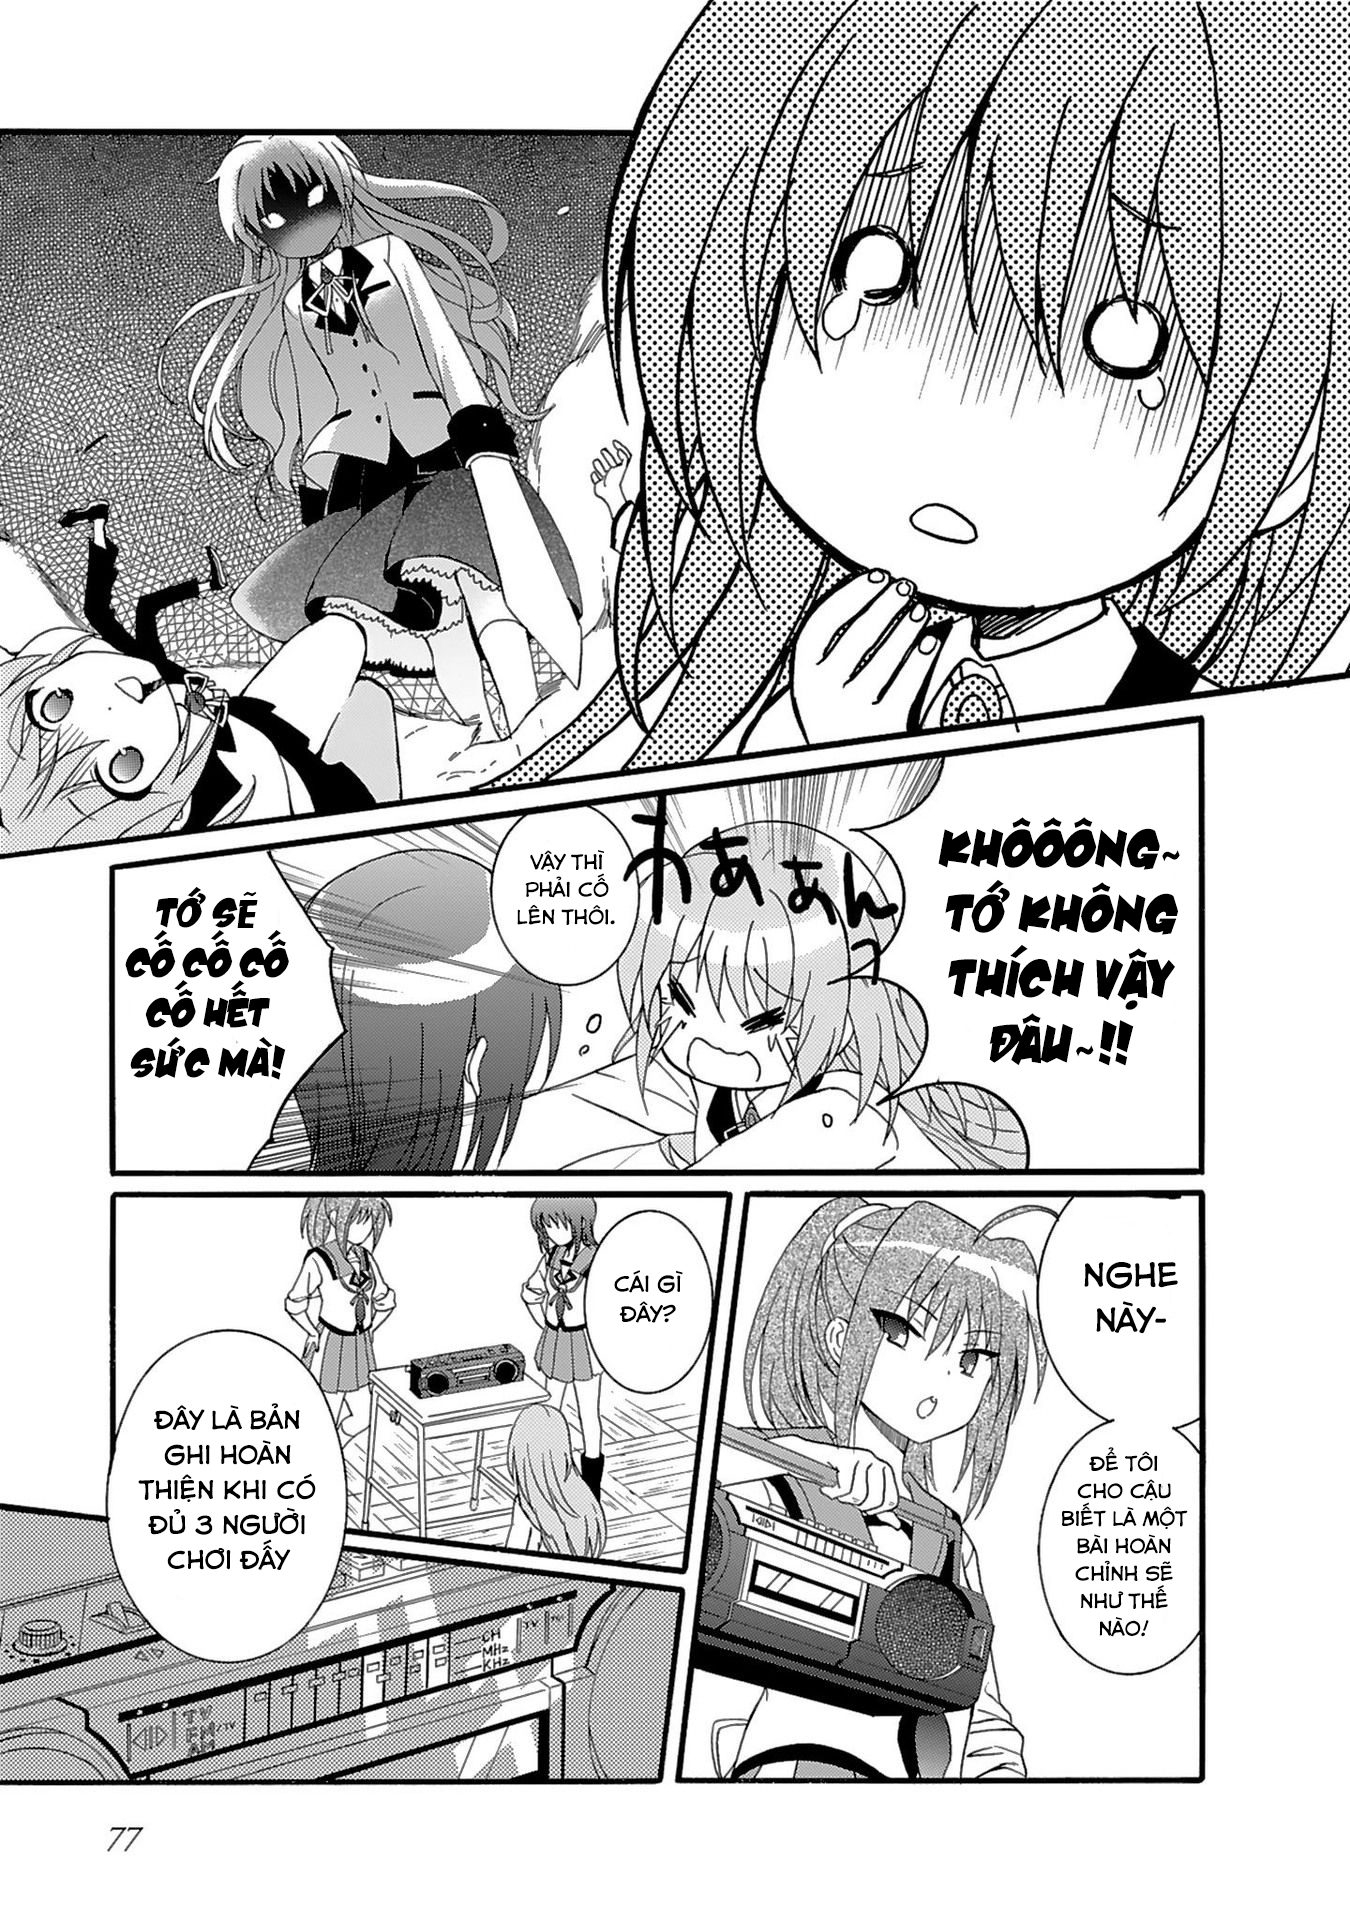 KHÔÔÔNG~
TỚ KHÔNG
THÍCH VẬY
ĐÂU~!!
うあぁぁん
VẬY THÌ
PHẢI CỐ
LÊN THÔI.
TỚ SẼ
CỐ CỐ CỐ
CỐ HẾT
SỨC MÀ!
NGHE
NÀY-
ĐỂ TÔI
CHO CẬU
BIẾT LÀ MỘT
BÀI HOÀN
CHỈNH SẼ
NHƯ THẾ
NÀO!
CÁI GÌ
ĐÂY?
ĐÂY LÀ BẢN
GHI HOÀN
THIỆN KHI CÓ
ĐỦ 3 NGƯỜI
CHƠI ĐẤY
CH
MHz
KHz
TV
TV
FM
AM
77